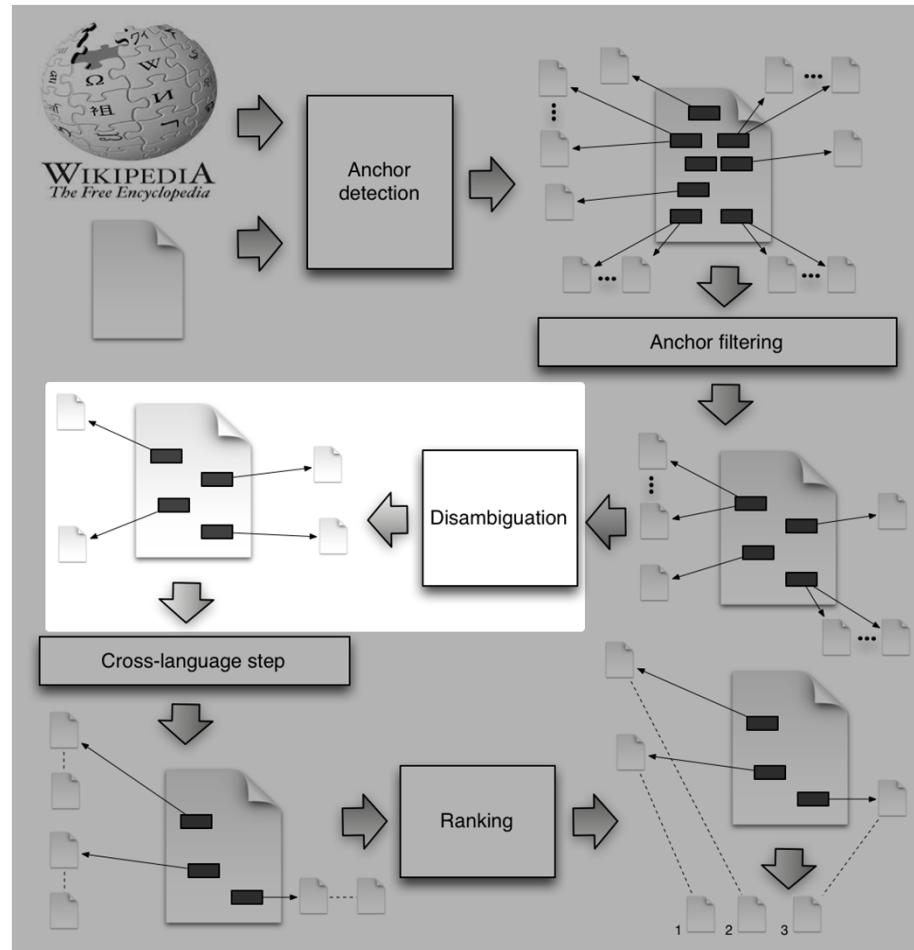 WIKIPEDIA
The Free Encyclopedia
Anchor
detection
Anchor filtering
Disambiguation
Cross-language step
Ranking
1
2
3